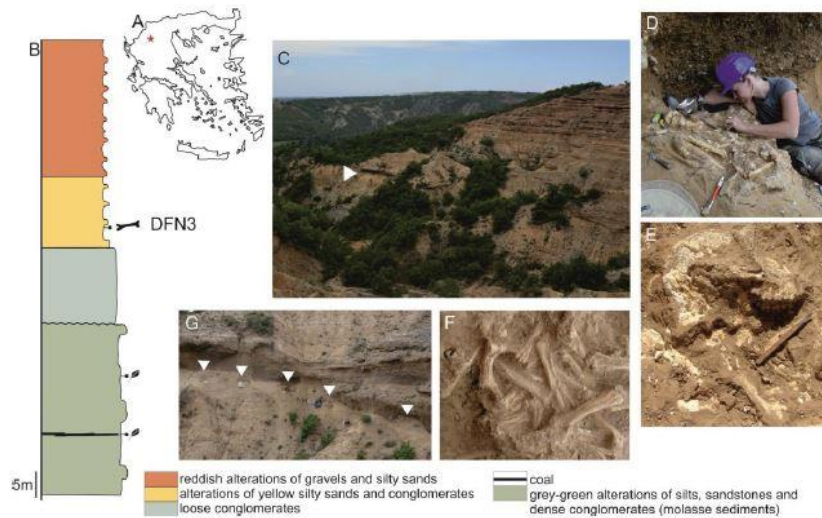 A
B
C
D
DFN3
E
G
F
5m
reddish alterations of gravels and silty sands
alterations of yellow silty sands and conglomerates
loose conglomerates
coal
grey-green alterations of silts, sandstones and
dense conglomerates (molasse sediments)